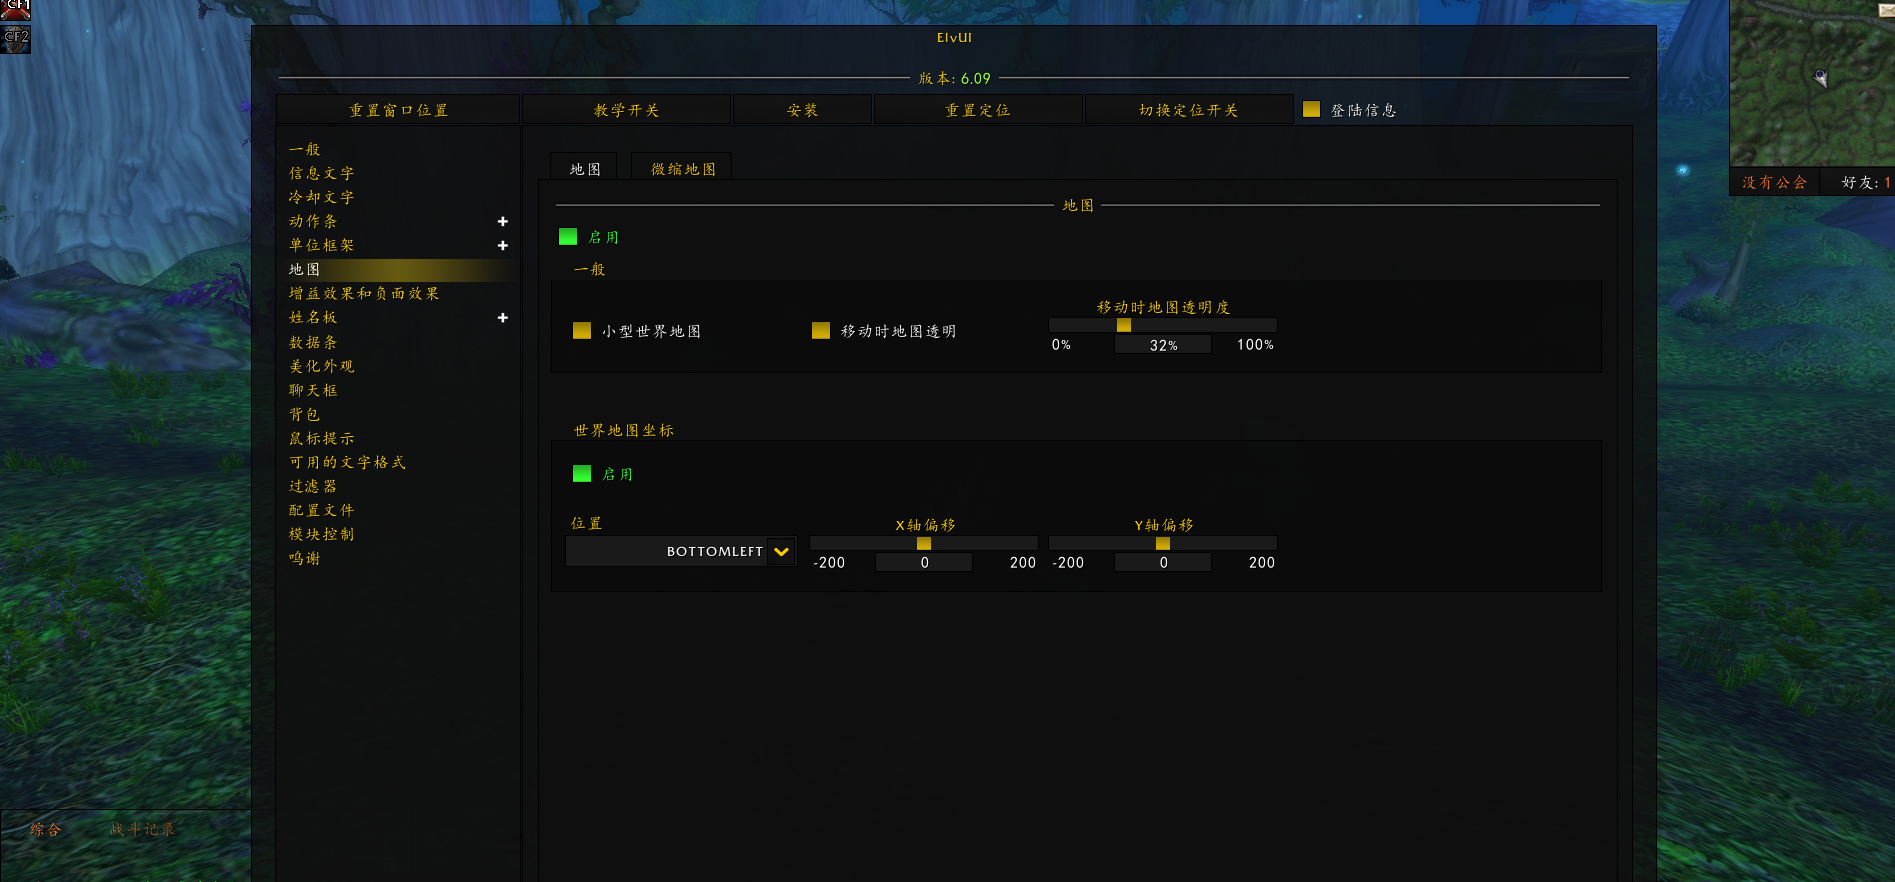 CF1
CF2
ElvUI
版本: 6.09
重置窗口位置 教学开关 安装 重置定位 切换定位开关 登陆信息
一般
信息文字
冷却文字
动作条 +
单位框架 +
地图
增益效果和负面效果
姓名板 +
数据条
美化外观
聊天框
背包
鼠标提示
可用的文字格式
过滤器
配置文件
模块控制
鸣谢
地图 微缩地图
地图
启用
一般
小型世界地图 移动时地图透明
移动时地图透明度
0% 32% 100%
世界地图坐标
启用
位置 X轴偏移 Y轴偏移
BOTTOMLEFT
-200 0 200 -200 0 200
没有公会 好友: 1
综合 战斗记录